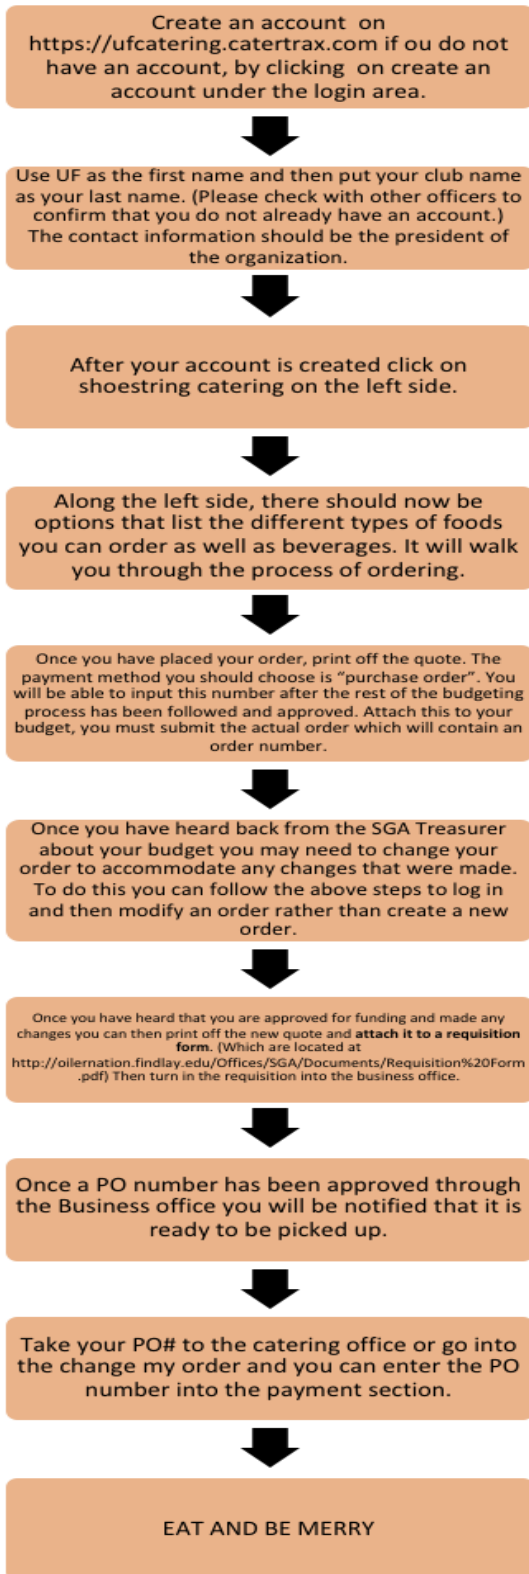 Create an account  on
https://ufcatering.catertrax.com if ou do not
have an account, by clicking  on create an
account under the login area.
Use UF as the first name and then put your club name
as your last name. (Please check with other officers to
confirm that you do not already have an account.)
The contact information should be the president of
the organization.
After your account is created click on
shoestring catering on the left side.
Along the left side, there should now be
options that list the different types of foods
you can order as well as beverages. It will walk
you through the process of ordering.
Once you have placed your order, print off the quote. The
payment method you should choose is “purchase order”. You
will be able to input this number after the rest of the budgeting
process has been followed and approved. Attach this to your
budget, you must submit the actual order which will contain an
order number.
Once you have heard back from the SGA Treasurer
about your budget you may need to change your
order to accommodate any changes that were made.
To do this you can follow the above steps to log in
and then modify an order rather than create a new
order.
Once you have heard that you are approved for funding and made any
changes you can then print off the new quote and attach it to a requisition
form. (Which are located at
http://oilernation.findlay.edu/Offices/SGA/Documents/Requisition%20Form
.pdf) Then turn in the requisition into the business office.
Once a PO number has been approved through
the Business office you will be notified that it is
ready to be picked up.
Take your PO# to the catering office or go into
the change my order and you can enter the PO
number into the payment section.
EAT AND BE MERRY